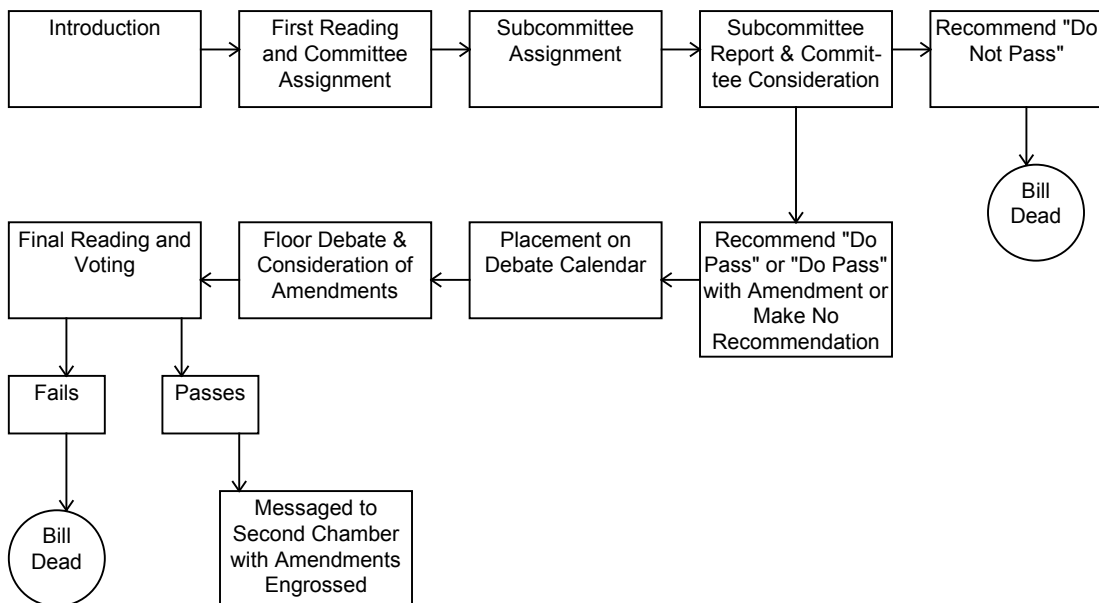 Introduction
First Reading
and Committee
Assignment
Subcommittee
Assignment
Subcommittee
Report & Commit-
tee Consideration
Recommend "Do
Not Pass"
Bill
Dead
Final Reading and
Voting
Floor Debate &
Consideration of
Amendments
Placement on
Debate Calendar
Recommend "Do
Pass" or "Do Pass"
with Amendment or
Make No
Recommendation
Fails
Passes
Bill
Dead
Messaged to
Second Chamber
with Amendments
Engrossed